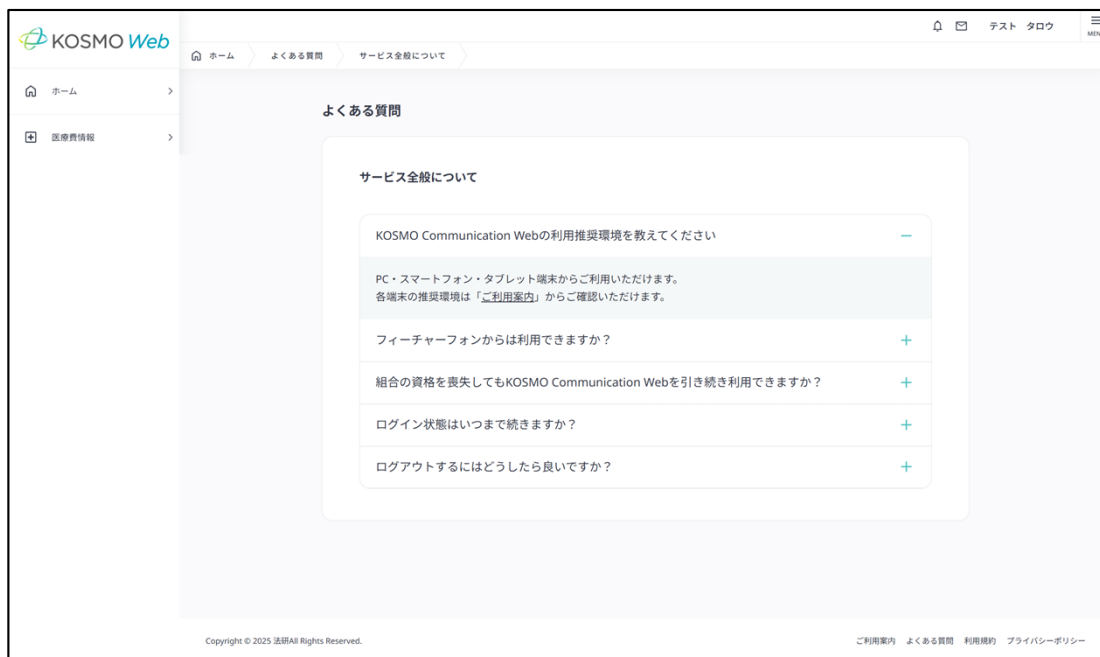 KOSMO Web
テスト タロウ
MEN
ホーム
よくある質問
サービス全般について
ホーム
医療費情報
よくある質問
サービス全般について
KOSMO Communication Webの利用推奨環境を教えてください
PC・スマートフォン・タブレット端末からご利用いただけます。
各端末の推奨環境は「ご利用案内」からご確認いただけます。
フィーチャーフォンからは利用できますか？
組合の資格を喪失してもKOSMO Communication Webを引き続き利用できますか？
ログイン状態はいつまで続きますか？
ログアウトするにはどうしたら良いですか？
Copyright © 2025 法研All Rights Reserved.
ご利用案内 よくある質問 利用規約 プライバシーポリシー